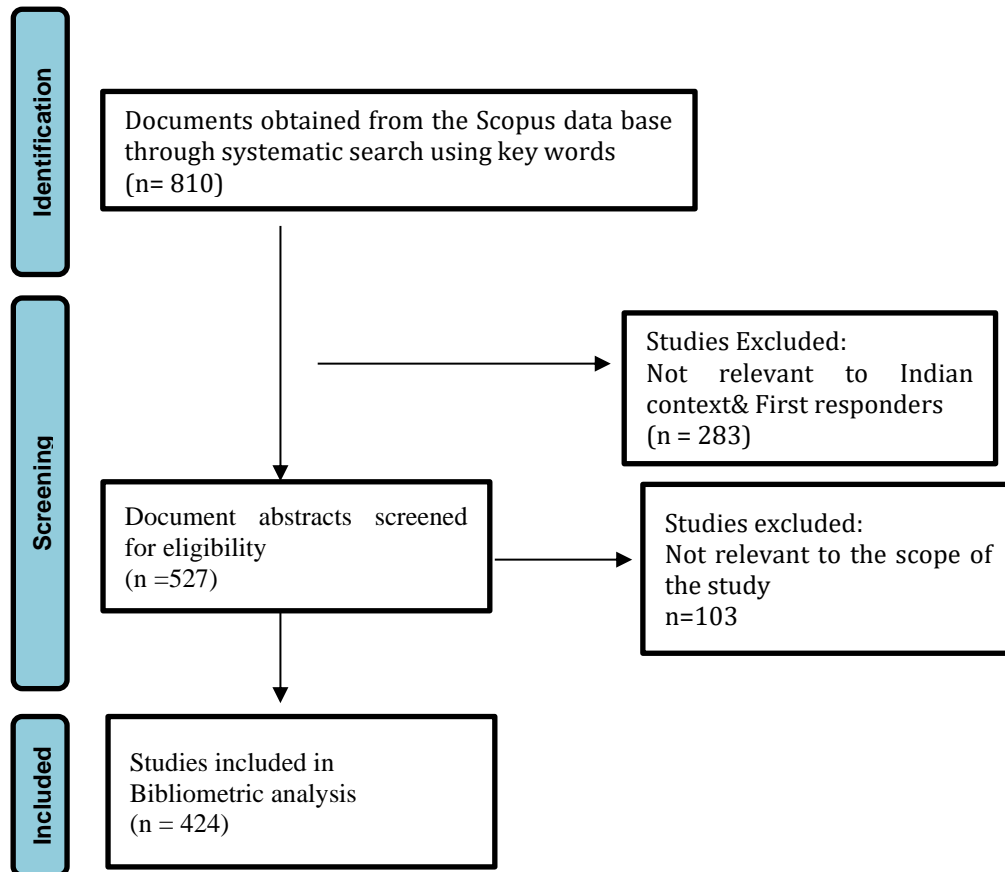 Identification
Documents obtained from the Scopus data base
through systematic search using key words
(n= 810)
Screening
Studies Excluded:
Not relevant to Indian
context& First responders
(n = 283)
Document abstracts screened
for eligibility
(n =527)
Studies excluded:
Not relevant to the scope of
the study
n=103
Included
Studies included in
Bibliometric analysis
(n = 424)